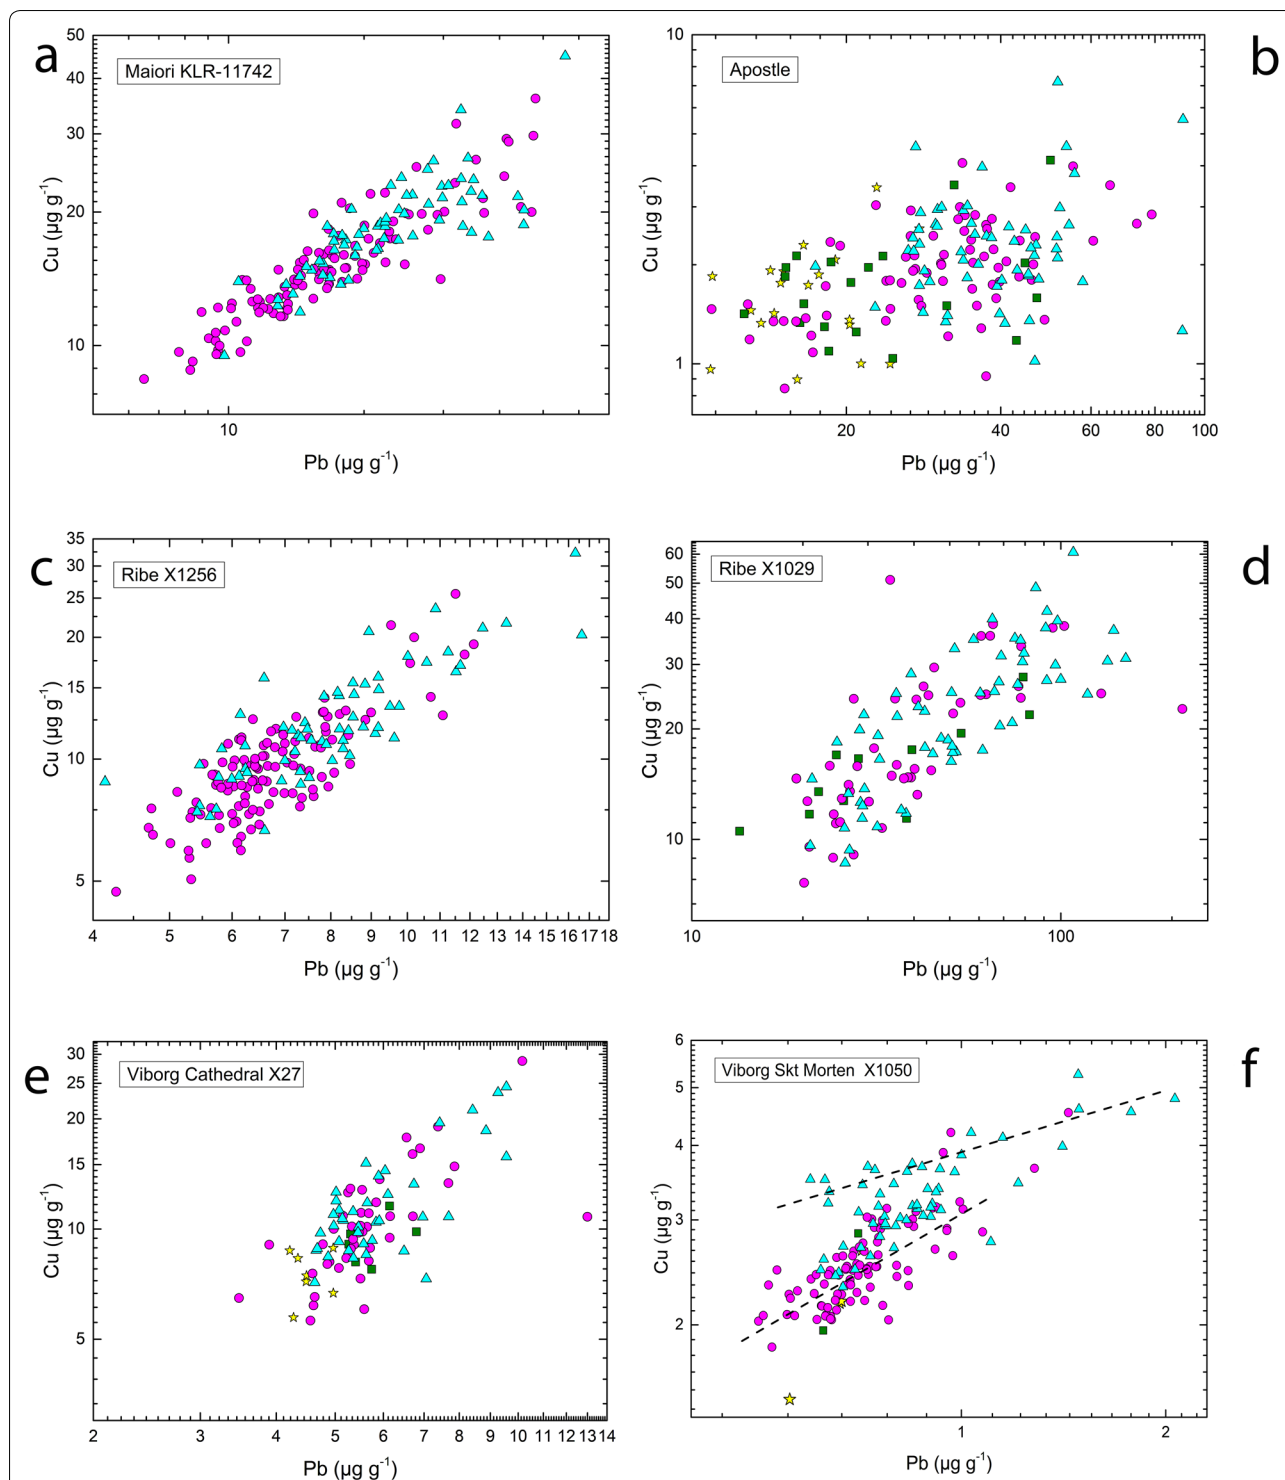 a
Maiori KLR-11742
50
40
30
20
10
Cu (µg g-1)
10
Pb (µg g-1)
b
Apostle
10
1
Cu (µg g-1)
20 40 60 80 100
Pb (µg g-1)
c
Ribe X1256
35
30
25
20
15
10
5
Cu (µg g-1)
4 5 6 7 8 9 10 11 12 13 14 15 16 17 18
Pb (µg g-1)
d
Ribe X1029
60
50
40
30
20
10
Cu (µg g-1)
10 100
Pb (µg g-1)
e
Viborg Cathedral X27
30
25
20
15
10
5
Cu (µg g-1)
2 3 4 5 6 7 8 9 10 11 12 13 14
Pb (µg g-1)
f
Viborg Skt Morten X1050
6
5
4
3
2
Cu (µg g-1)
1 2
Pb (µg g-1)